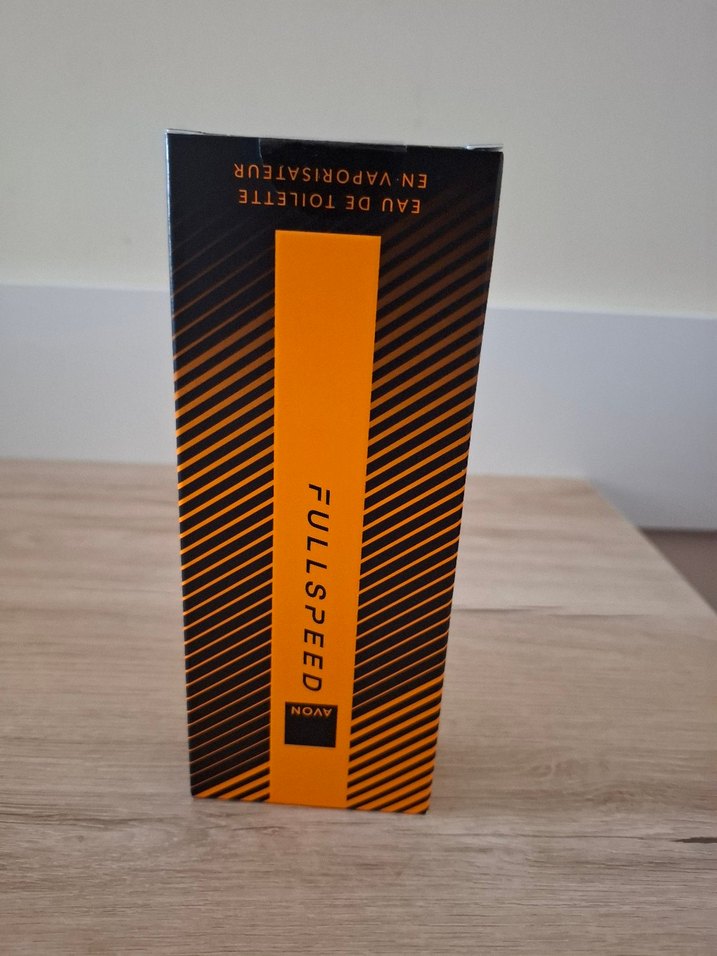 AVON
FULLSPEED
EAU DE TOILETTE
EN·VAPORISATEUR